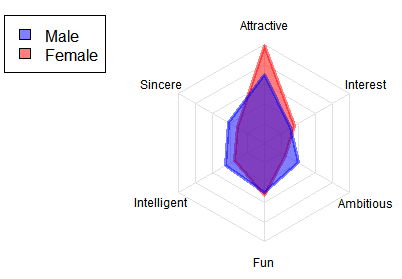 Male
Female
Attractive
Sincere
Interest
Intelligent
Ambitious
Fun